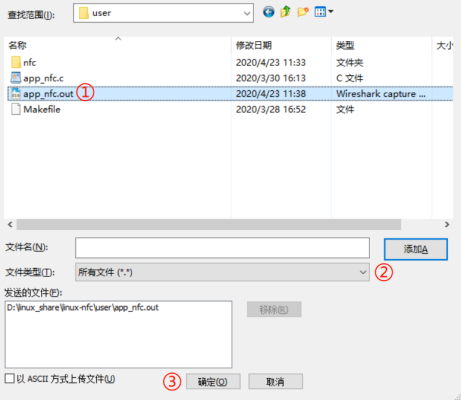 查找范围(I): user
名称 修改日期 类型 大小
nfc 2020/4/23 11:33 文件夹
app_nfc.c 2020/3/30 16:13 C 文件
app_nfc.out ① 2020/4/23 11:38 Wireshark capture ...
Makefile 2020/3/28 16:52 文件
文件名(N): 添加A
文件类型(T): 所有文件 (*.*) ②
发送的文件(F):
D:\linux_share\linux-nfc\user\app_nfc.out 移除(R)
以 ASCII 方式上传文件(U) ③ 确定(O) 取消